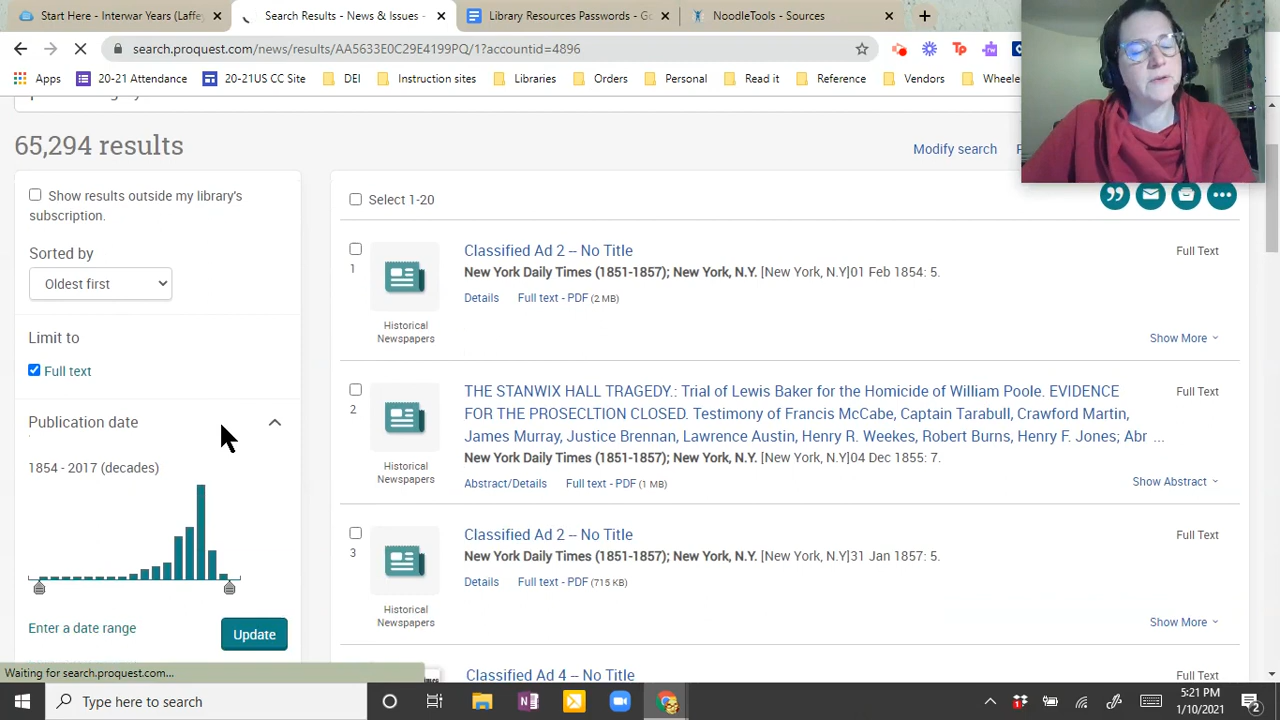 Start Here - Interwar Years (Laffe
Search Results - News & Issues -
Library Resources Passwords - Go
NoodleTools - Sources
search.proquest.com/news/results/AA5633E0C29E4199PQ/1?accountid=4896
Apps 20-21 Attendance 20-21US CC Site DEI Instruction sites Libraries Orders Personal Read it Reference Vendors Wheele
65,294 results
Modify search
Show results outside my library's
subscription.
Sorted by
Oldest first
Limit to
Full text
Publication date
1854 - 2017 (decades)
Enter a date range
Update
Select 1-20
Classified Ad 2 -- No Title
Full Text
1
New York Daily Times (1851-1857); New York, N.Y. [New York, N.Y]01 Feb 1854: 5.
Details Full text - PDF (2 MB)
Historical
Newspapers
Show More
THE STANWIX HALL TRAGEDY.: Trial of Lewis Baker for the Homicide of William Poole. EVIDENCE
Full Text
2
FOR THE PROSECLTION CLOSED. Testimony of Francis McCabe, Captain Tarabull, Crawford Martin,
James Murray, Justice Brennan, Lawrence Austin, Henry R. Weekes, Robert Burns, Henry F. Jones; Abr ...
New York Daily Times (1851-1857); New York, N.Y. [New York, N.Y]04 Dec 1855: 7.
Abstract/Details Full text - PDF (1 MB)
Historical
Newspapers
Show Abstract
Classified Ad 2 -- No Title
Full Text
3
New York Daily Times (1851-1857); New York, N.Y. [New York, N.Y]31 Jan 1857: 5.
Details Full text - PDF (715 KB)
Historical
Newspapers
Show More
Classified Ad 4 -- No Title
Full Text
Waiting for search.proquest.com...
Type here to search
5:21 PM
1/10/2021
2